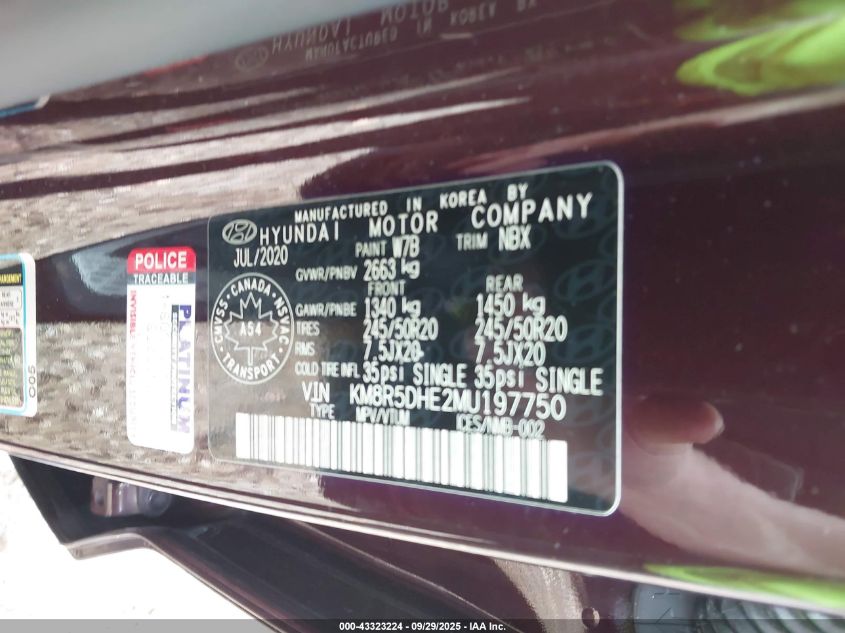 MANUFACTURED IN KOREA BY
HYUNDAI MOTOR COMPANY
JUL/2020 PAINT W7B TRIM NBX
GVWR/PNBV 2663 kg
FRONT REAR
GAWR/PNBE 1340 kg 1450 kg
TIRES 245/50R20 245/50R20
RIMS 7.5JX20 7.5JX20
COLD TIRE INFL 35psi SINGLE 35psi SINGLE
VIN KM8R5DHE2MU197750
TYPE MPV/VTUM ICES/NMB-002
CMVSS · CANADA · NSVAC
A54
TRANSPORT
POLICE
TRACEABLE
PLATINUM
005
000-43323224 - 09/29/2025 - IAA Inc.